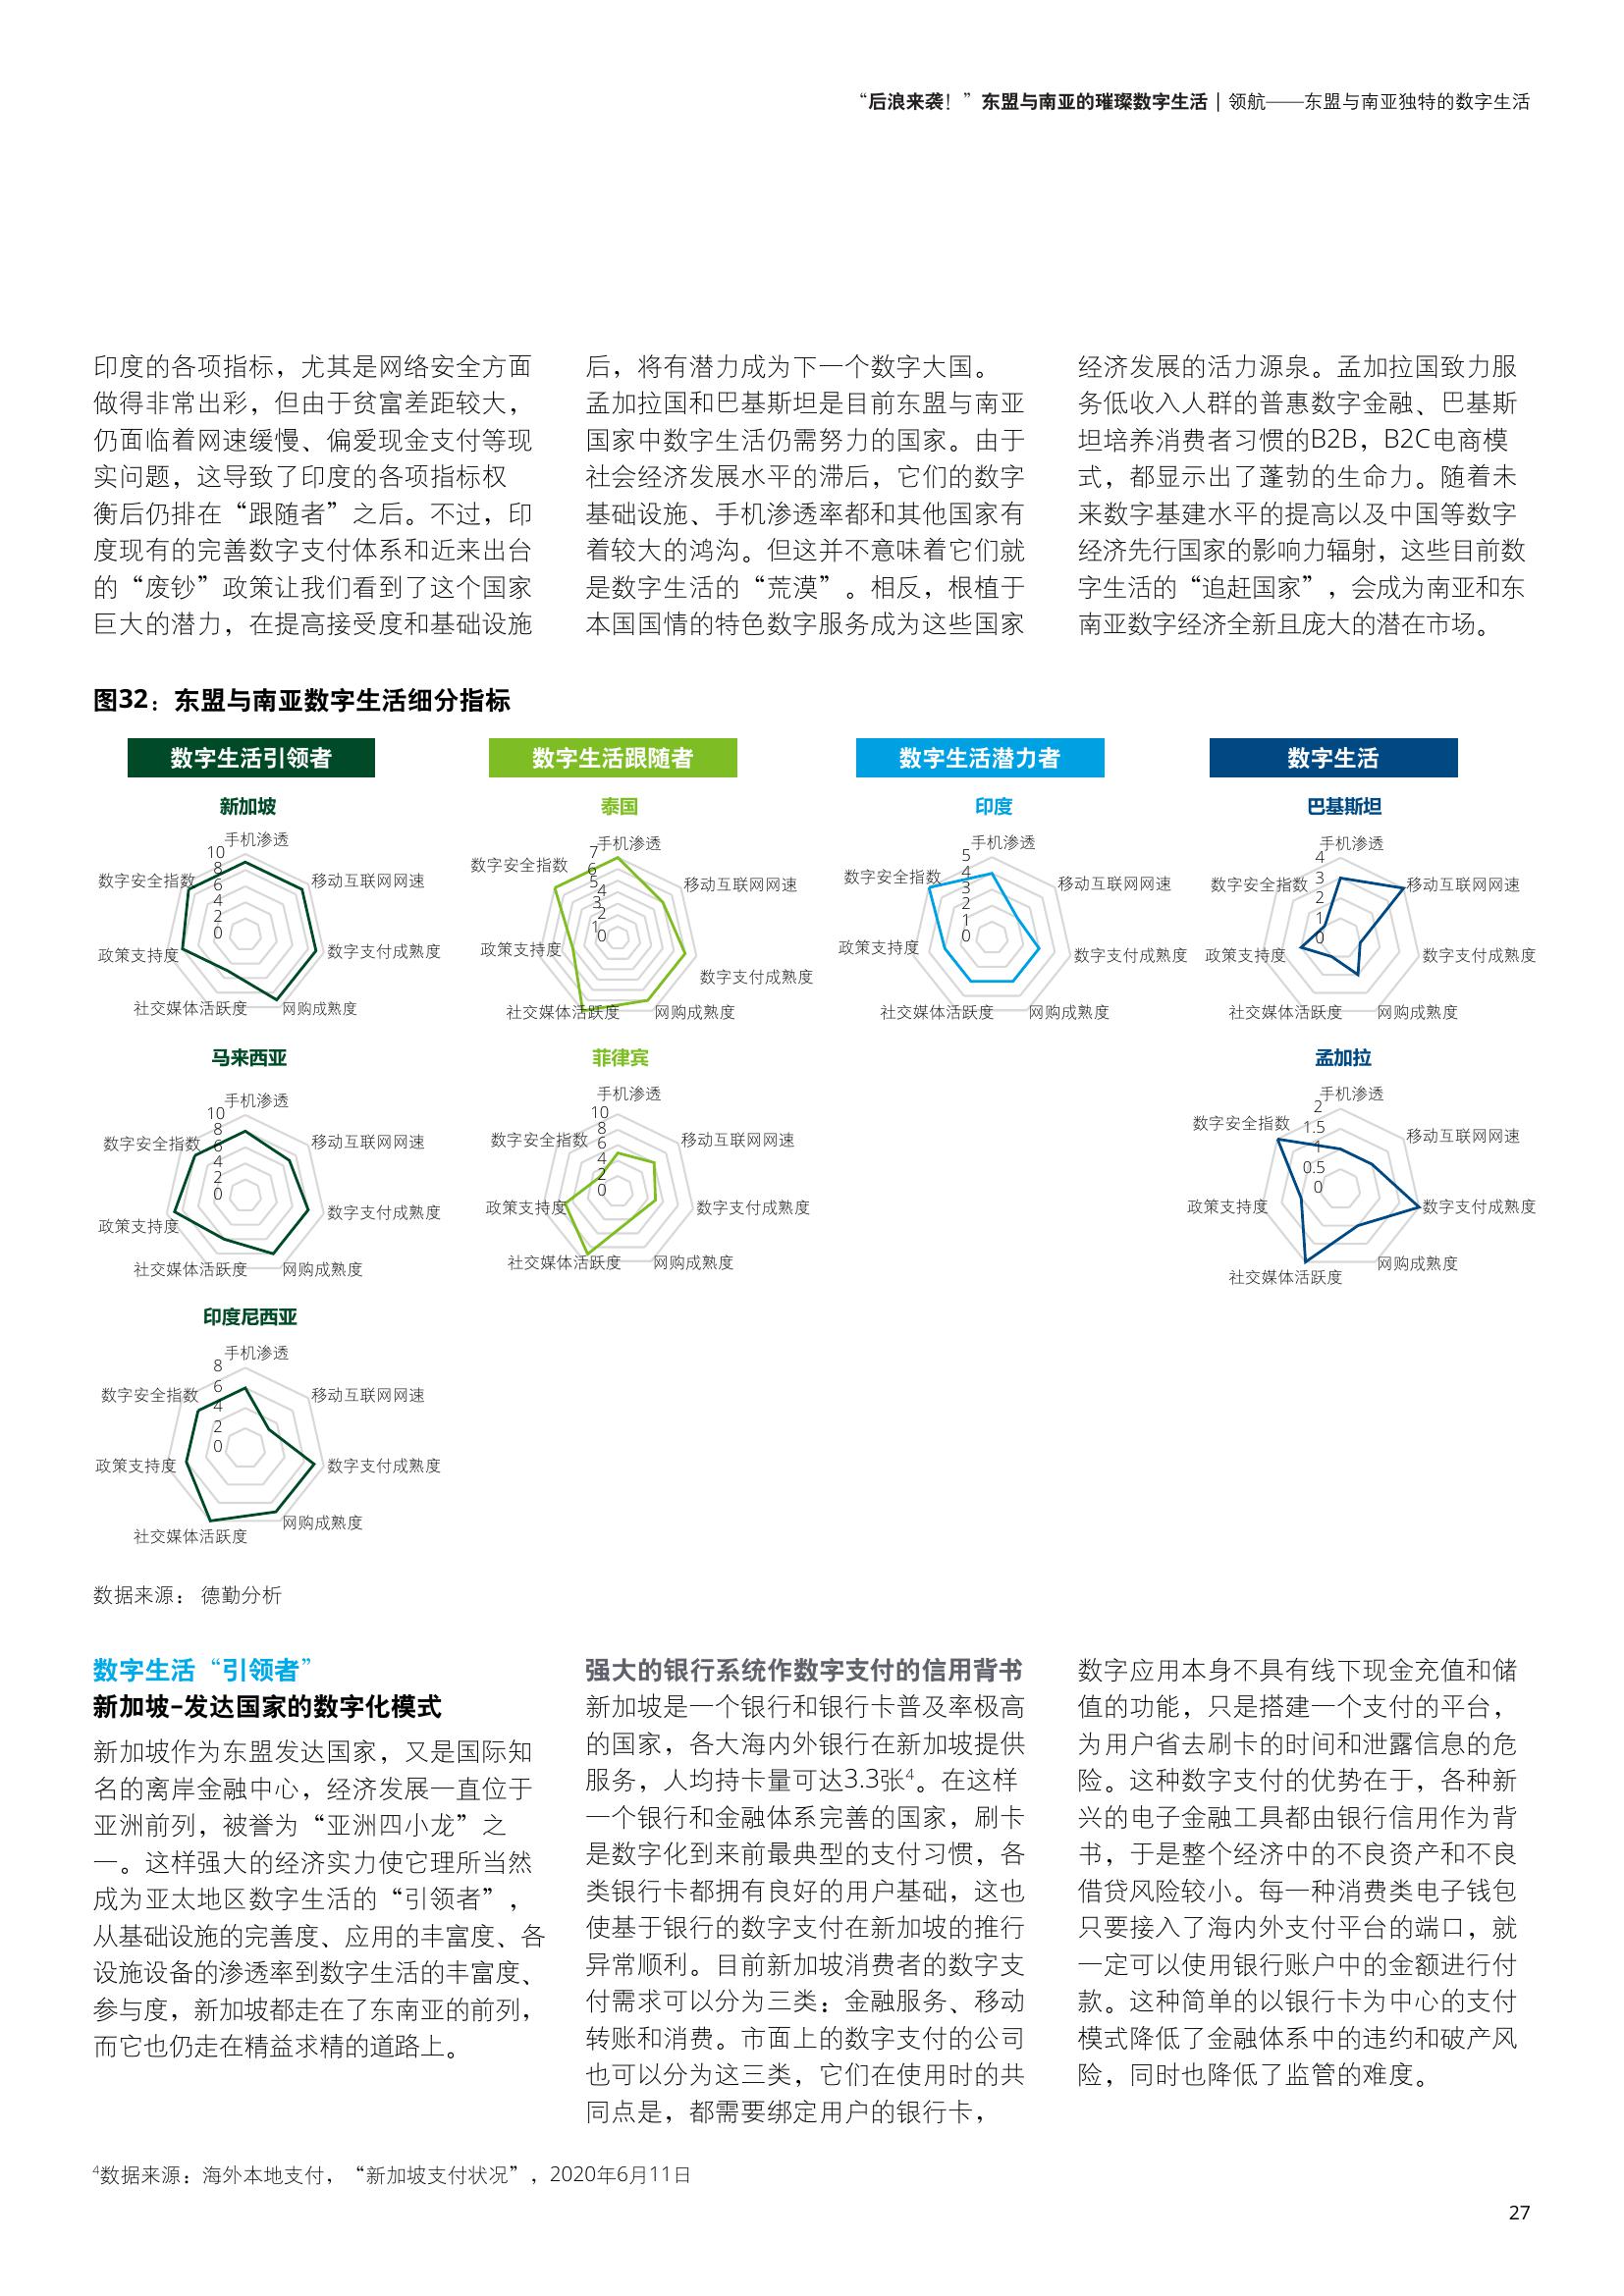 “后浪来袭！”东盟与南亚的璀璨数字生活 | 领航——东盟与南亚独特的数字生活
印度的各项指标，尤其是网络安全方面
做得非常出彩，但由于贫富差距较大，
仍面临着网速缓慢、偏爱现金支付等现
实问题，这导致了印度的各项指标权
衡后仍排在“跟随者”之后。不过，印
度现有的完善数字支付体系和近来出台
的“废钞”政策让我们看到了这个国家
巨大的潜力，在提高接受度和基础设施
后，将有潜力成为下一个数字大国。
孟加拉国和巴基斯坦是目前东盟与南亚
国家中数字生活仍需努力的国家。由于
社会经济发展水平的滞后，它们的数字
基础设施、手机渗透率都和其他国家有
着较大的鸿沟。但这并不意味着它们就
是数字生活的“荒漠”。相反，根植于
本国国情的特色数字服务成为这些国家
经济发展的活力源泉。孟加拉国致力服
务低收入人群的普惠数字金融、巴基斯
坦培养消费者习惯的B2B，B2C电商模
式，都显示出了蓬勃的生命力。随着未
来数字基建水平的提高以及中国等数字
经济先行国家的影响力辐射，这些目前数
字生活的“追赶国家”，会成为南亚和东
南亚数字经济全新且庞大的潜在市场。
图32：东盟与南亚数字生活细分指标
数字生活引领者
新加坡
手机渗透
移动互联网网速
数字支付成熟度
网购成熟度
社交媒体活跃度
政策支持度
数字安全指数
10
8
6
4
2
0
马来西亚
手机渗透
移动互联网网速
数字支付成熟度
网购成熟度
社交媒体活跃度
政策支持度
数字安全指数
10
8
6
4
2
0
印度尼西亚
手机渗透
移动互联网网速
数字支付成熟度
网购成熟度
社交媒体活跃度
政策支持度
数字安全指数
8
6
4
2
0
数字生活跟随者
泰国
手机渗透
移动互联网网速
数字支付成熟度
网购成熟度
社交媒体活跃度
政策支持度
数字安全指数
7
6
5
4
3
2
1
0
菲律宾
手机渗透
移动互联网网速
数字支付成熟度
网购成熟度
社交媒体活跃度
政策支持度
数字安全指数
10
8
6
4
2
0
数字生活潜力者
印度
手机渗透
移动互联网网速
数字支付成熟度
网购成熟度
社交媒体活跃度
政策支持度
数字安全指数
5
4
3
2
1
0
数字生活
巴基斯坦
手机渗透
移动互联网网速
数字支付成熟度
网购成熟度
社交媒体活跃度
政策支持度
数字安全指数
4
3
2
1
0
孟加拉
手机渗透
移动互联网网速
数字支付成熟度
网购成熟度
社交媒体活跃度
政策支持度
数字安全指数
2
1.5
1
0.5
0
数据来源： 德勤分析
数字生活“引领者”
新加坡–发达国家的数字化模式
新加坡作为东盟发达国家，又是国际知
名的离岸金融中心，经济发展一直位于
亚洲前列，被誉为“亚洲四小龙”之
一。这样强大的经济实力使它理所当然
成为亚太地区数字生活的“引领者”，
从基础设施的完善度、应用的丰富度、各
设施设备的渗透率到数字生活的丰富度、
参与度，新加坡都走在了东南亚的前列，
而它也仍走在精益求精的道路上。
强大的银行系统作数字支付的信用背书
新加坡是一个银行和银行卡普及率极高
的国家，各大海内外银行在新加坡提供
服务，人均持卡量可达3.3张4。在这样
一个银行和金融体系完善的国家，刷卡
是数字化到来前最典型的支付习惯，各
类银行卡都拥有良好的用户基础，这也
使基于银行的数字支付在新加坡的推行
异常顺利。目前新加坡消费者的数字支
付需求可以分为三类：金融服务、移动
转账和消费。市面上的数字支付的公司
也可以分为这三类，它们在使用时的共
同点是，都需要绑定用户的银行卡，
数字应用本身不具有线下现金充值和储
值的功能，只是搭建一个支付的平台，
为用户省去刷卡的时间和泄露信息的危
险。这种数字支付的优势在于，各种新
兴的电子金融工具都由银行信用作为背
书，于是整个经济中的不良资产和不良
借贷风险较小。每一种消费类电子钱包
只要接入了海内外支付平台的端口，就
一定可以使用银行账户中的金额进行付
款。这种简单的以银行卡为中心的支付
模式降低了金融体系中的违约和破产风
险，同时也降低了监管的难度。
4数据来源：海外本地支付，“新加坡支付状况”，2020年6月11日
27